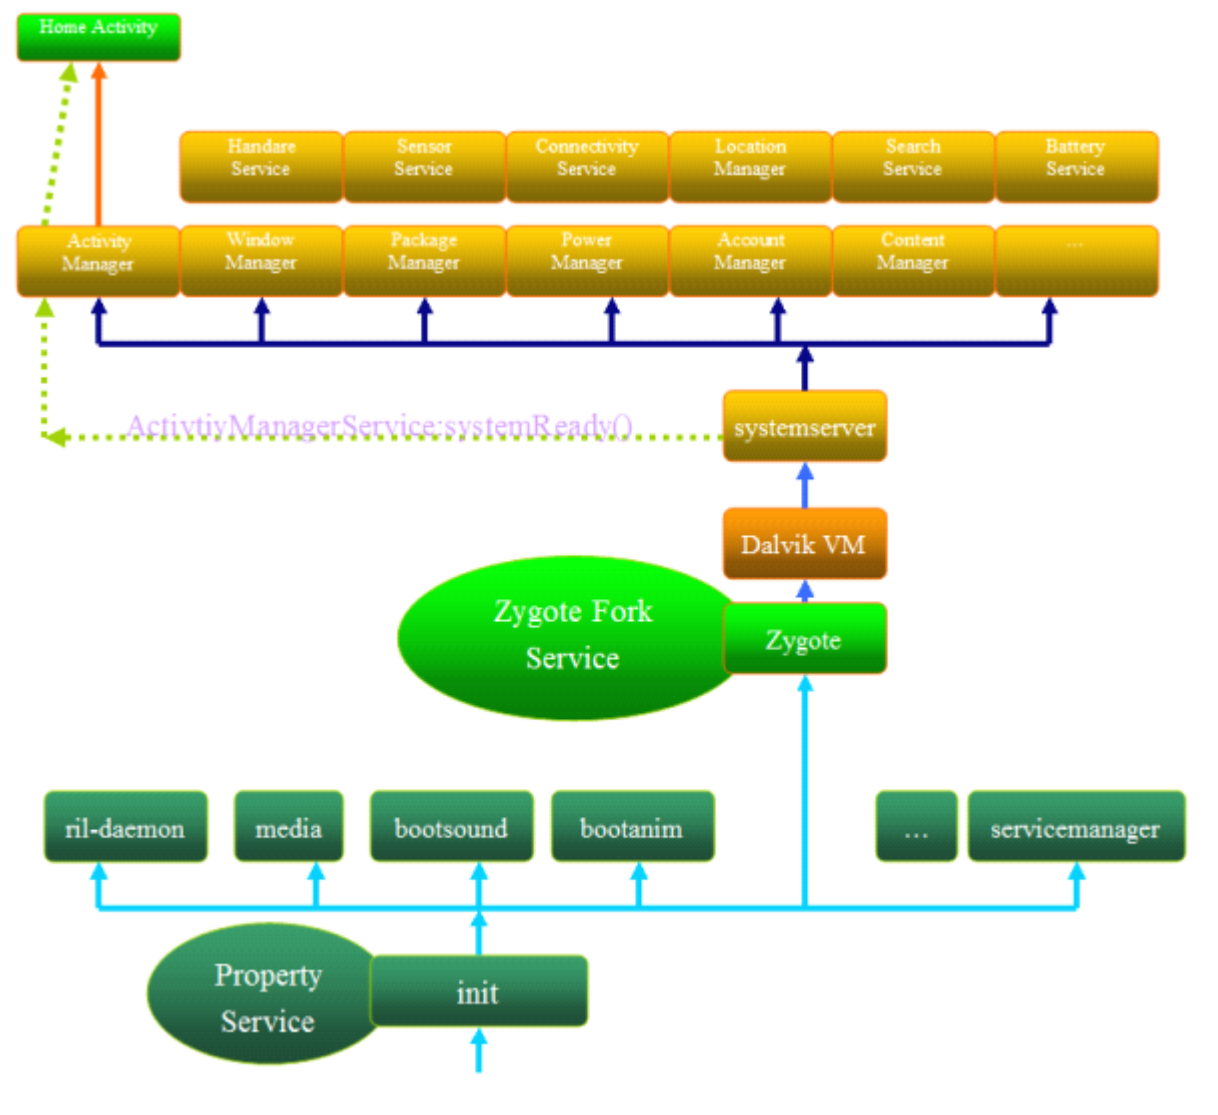 Home Activity
Handare
Service
Sensor
Service
Connectivity
Service
Location
Manager
Search
Service
Battery
Service
Activity
Manager
Window
Manager
Package
Manager
Power
Manager
Account
Manager
Content
Manager
...
ActivtiyManagerService:systemReady()
systemserver
Dalvik VM
Zygote Fork
Service
Zygote
ril-daemon
media
bootsound
bootanim
...
servicemanager
Property
Service
init